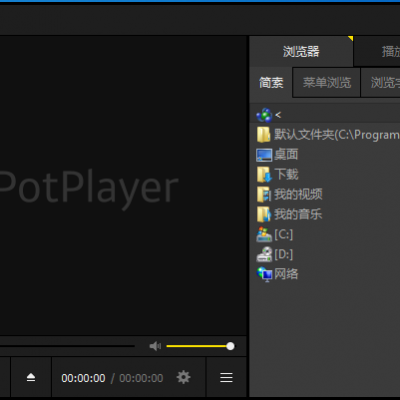 浏览器 播放
简索 菜单浏览 浏览
<
默认文件夹(C:\Program
桌面
下载
我的视频
我的音乐
[C:]
[D:]
网络
PotPlayer
00:00:00 / 00:00:00